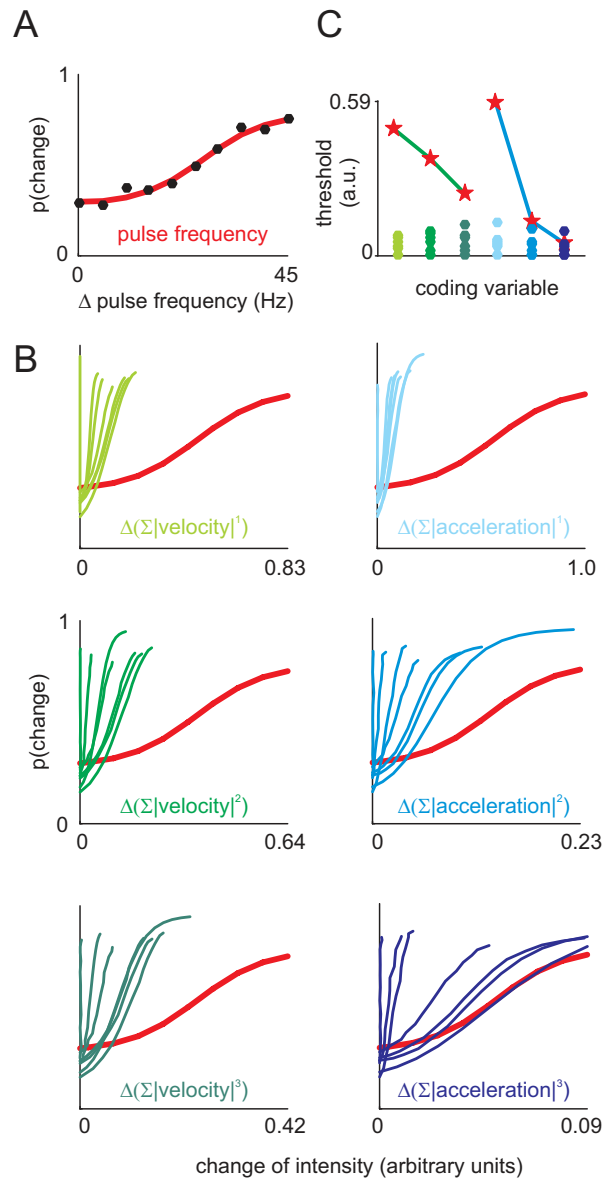 A
1
p(change)
0
pulse frequency
0
45
Δ pulse frequency (Hz)
C
0.59
threshold
(a.u.)
0
coding variable
B
Δ(Σ|velocity|¹)
0
0.83
Δ(Σ|acceleration|¹)
0
1.0
1
p(change)
0
Δ(Σ|velocity|²)
0
0.64
Δ(Σ|acceleration|²)
0
0.23
Δ(Σ|velocity|³)
0
0.42
Δ(Σ|acceleration|³)
0
0.09
change of intensity (arbitrary units)